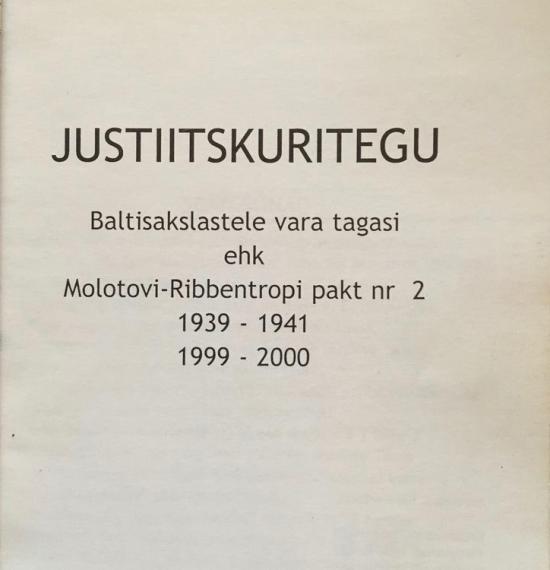 JUSTIITSKURITEGU
Baltisakslastele vara tagasi
ehk
Molotovi-Ribbentropi pakt nr 2
1939 - 1941
1999 - 2000